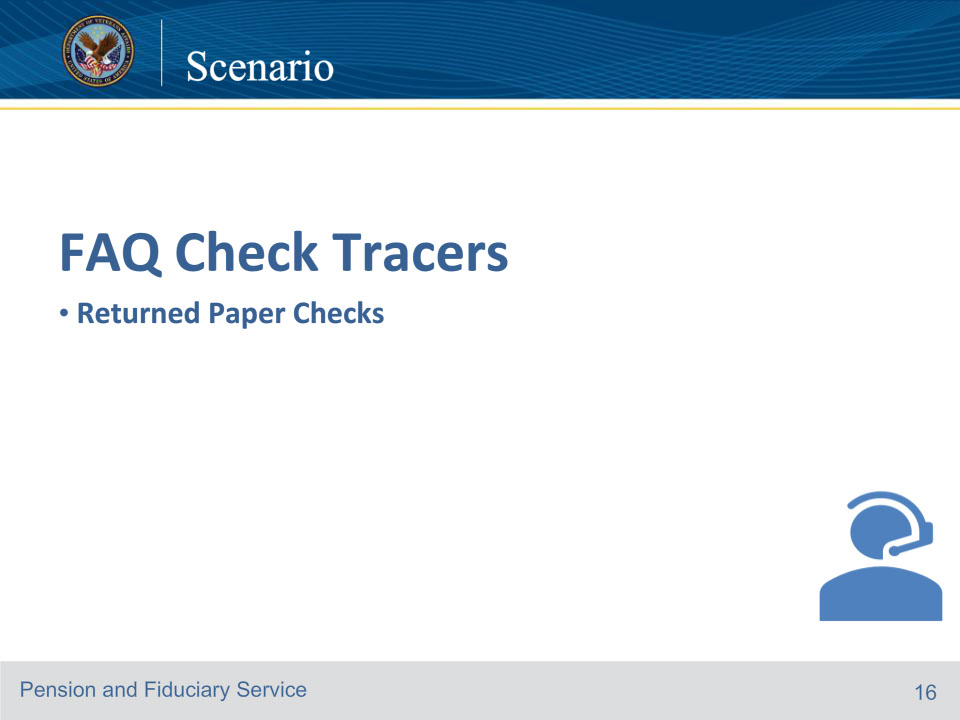 Scenario
FAQ Check Tracers
• Returned Paper Checks
Pension and Fiduciary Service
16